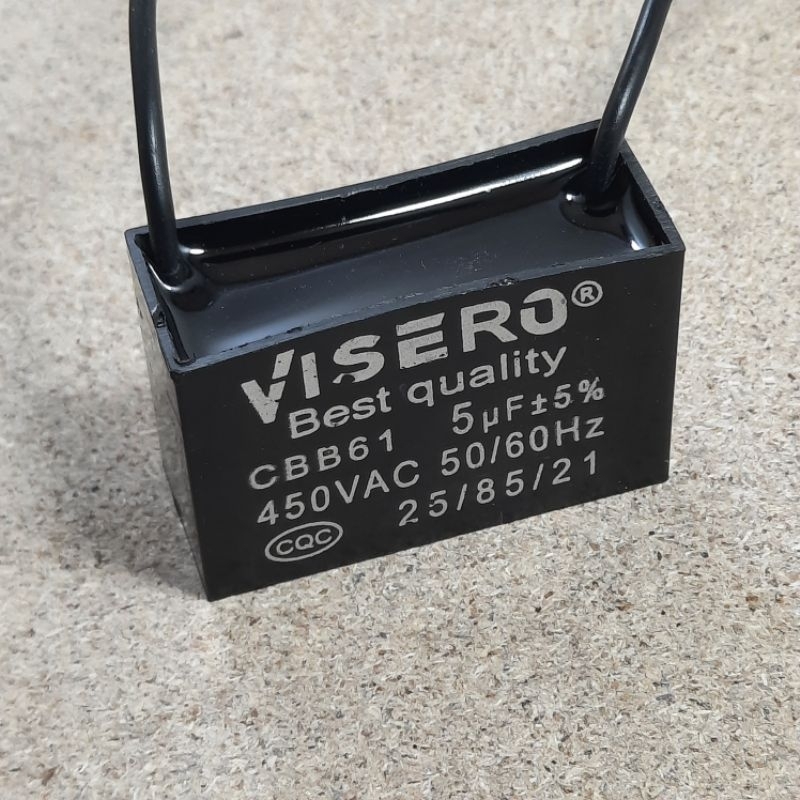 VISERO®
Best quality
CBB61 5µF±5%
450VAC 50/60Hz
25/85/21
CQC